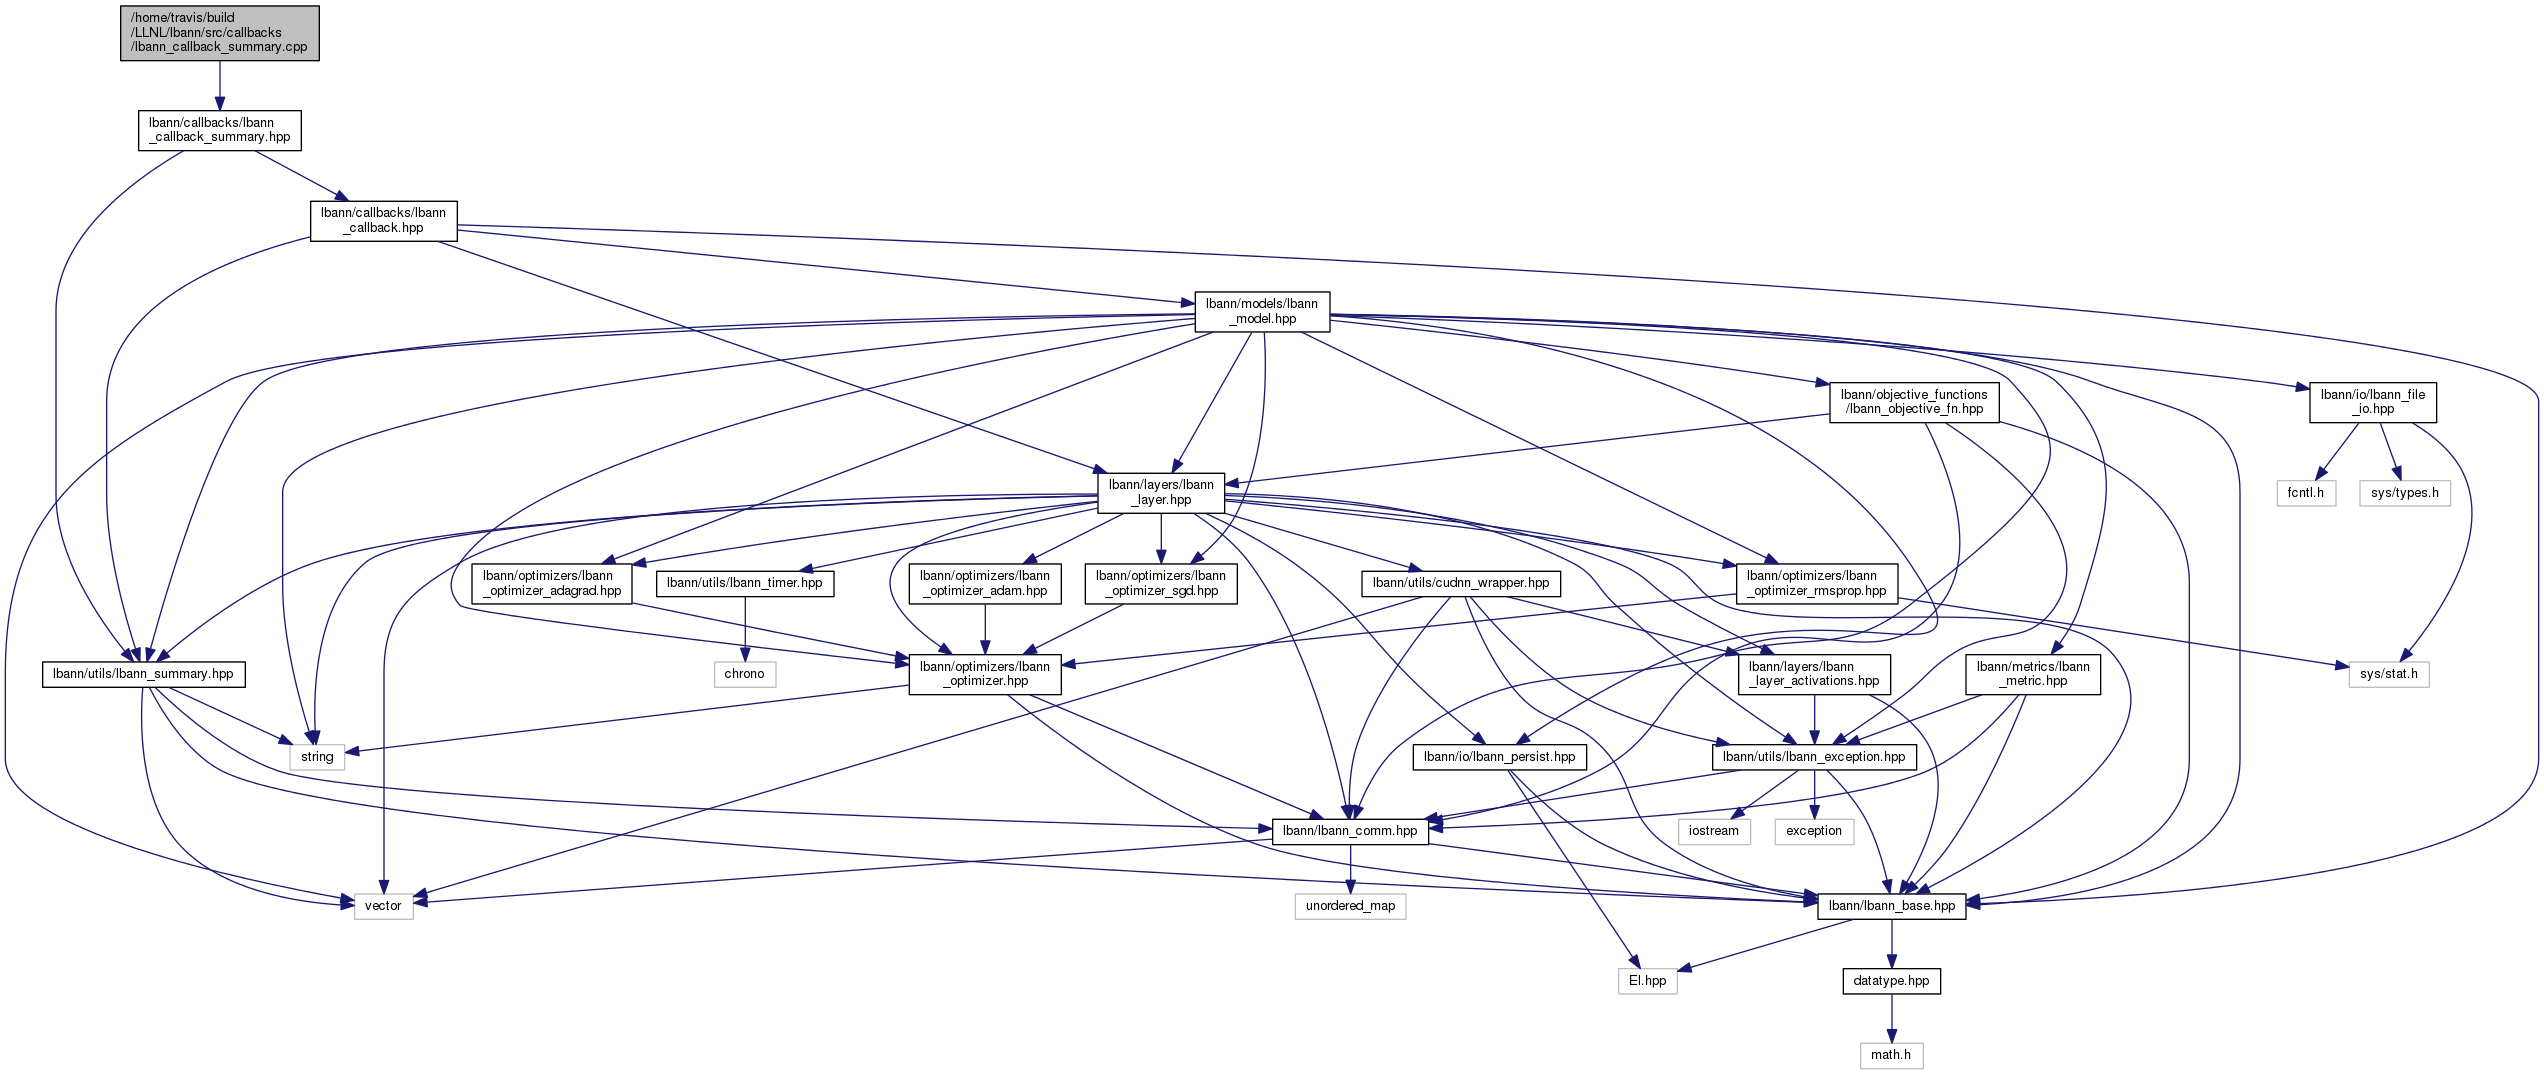 /home/travis/build
/LLNL/lbann/src/callbacks
/lbann_callback_summary.cpp
lbann/callbacks/lbann
_callback_summary.hpp
lbann/callbacks/lbann
_callback.hpp
lbann/models/lbann
_model.hpp
lbann/objective_functions
/lbann_objective_fn.hpp
lbann/io/lbann_file
_io.hpp
lbann/layers/lbann
_layer.hpp
fcntl.h
sys/types.h
lbann/optimizers/lbann
_optimizer_adagrad.hpp
lbann/utils/lbann_timer.hpp
lbann/optimizers/lbann
_optimizer_adam.hpp
lbann/optimizers/lbann
_optimizer_sgd.hpp
lbann/utils/cudnn_wrapper.hpp
lbann/optimizers/lbann
_optimizer_rmsprop.hpp
lbann/utils/lbann_summary.hpp
chrono
lbann/optimizers/lbann
_optimizer.hpp
lbann/layers/lbann
_layer_activations.hpp
lbann/metrics/lbann
_metric.hpp
sys/stat.h
string
lbann/io/lbann_persist.hpp
lbann/utils/lbann_exception.hpp
lbann/lbann_comm.hpp
iostream
exception
vector
unordered_map
lbann/lbann_base.hpp
El.hpp
datatype.hpp
math.h